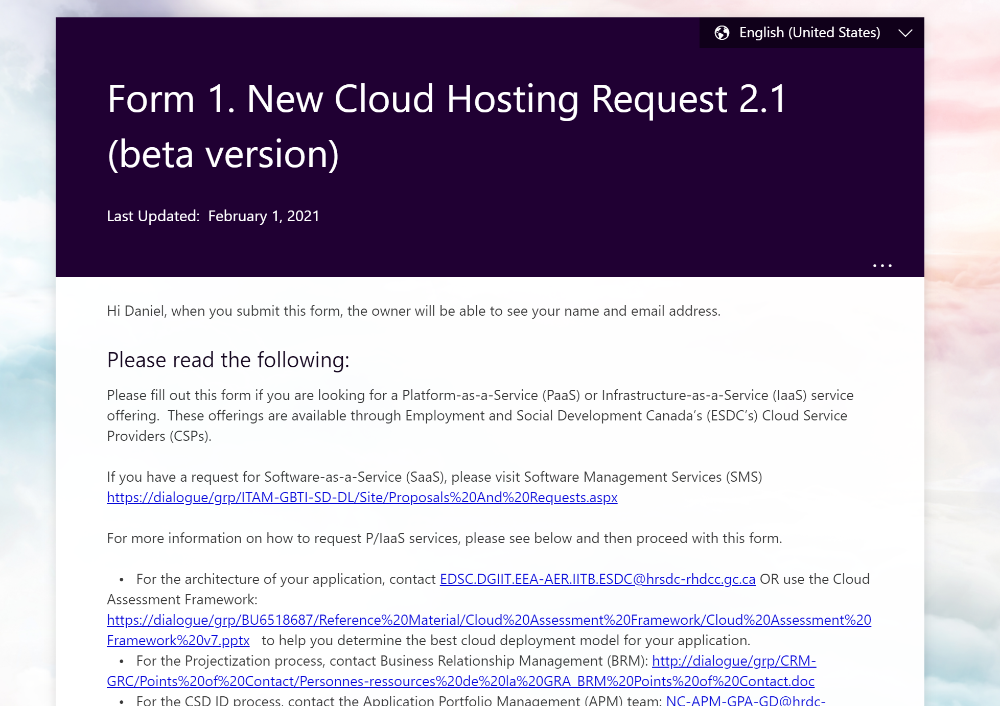 English (United States)
Form 1. New Cloud Hosting Request 2.1
(beta version)
Last Updated:  February 1, 2021
...
Hi Daniel, when you submit this form, the owner will be able to see your name and email address.
Please read the following:
Please fill out this form if you are looking for a Platform-as-a-Service (PaaS) or Infrastructure-as-a-Service (IaaS) service
offering.  These offerings are available through Employment and Social Development Canada’s (ESDC’s) Cloud Service
Providers (CSPs).
If you have a request for Software-as-a-Service (SaaS), please visit Software Management Services (SMS)
https://dialogue/grp/ITAM-GBTI-SD-DL/Site/Proposals%20And%20Requests.aspx
For more information on how to request P/IaaS services, please see below and then proceed with this form.
• For the architecture of your application, contact EDSC.DGIIT.EEA-AER.IITB.ESDC@hrsdc-rhdcc.gc.ca OR use the Cloud
Assessment Framework:
https://dialogue/grp/BU6518687/Reference%20Material/Cloud%20Assessment%20Framework/Cloud%20Assessment%20
Framework%20v7.pptx   to help you determine the best cloud deployment model for your application.
• For the Projectization process, contact Business Relationship Management (BRM): http://dialogue/grp/CRM-
GRC/Points%20of%20Contact/Personnes-ressources%20de%20la%20GRA_BRM%20Points%20of%20Contact.doc
• For the CSD ID process, contact the Application Portfolio Management (APM) team: NC-APM-GPA-GD@hrdc-